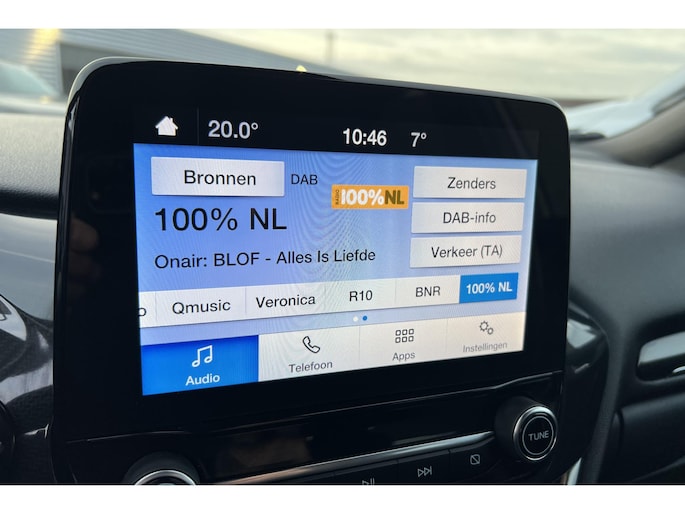 20.0° 10:46 7°
Bronnen DAB RADIO 100%NL Zenders
100% NL DAB-info
Onair: BLOF - Alles Is Liefde Verkeer (TA)
o Qmusic Veronica R10 BNR 100% NL
Audio Telefoon Apps Instellingen
TUNE